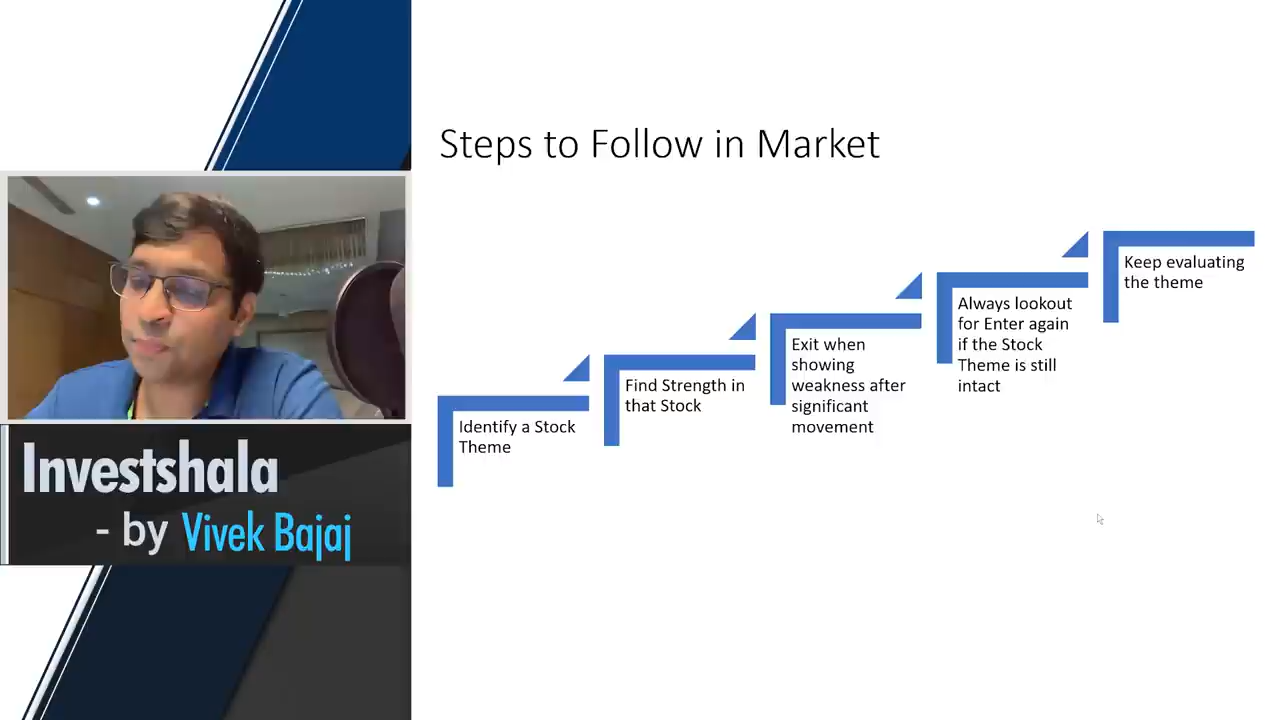 Steps to Follow in Market
Identify a Stock
Theme
Find Strength in
that Stock
Exit when
showing
weakness after
significant
movement
Always lookout
for Enter again
if the Stock
Theme is still
intact
Keep evaluating
the theme
Investshala
- by Vivek Bajaj